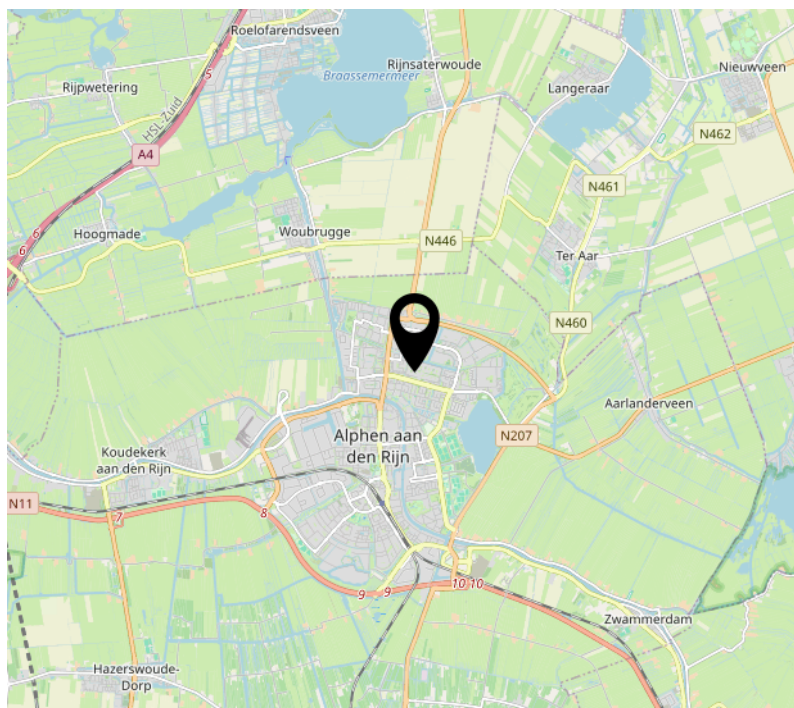 Roelofarendsveen
Rijnsaterwoude
Braassemermeer
Nieuwveen
Rijpwetering
5
Langeraar
HSL-Zuid
N462
A4
N461
6
Hoogmade
Woubrugge
N446
6
Ter Aar
N460
Aarlanderveen
Alphen aan
den Rijn
N207
Koudekerk
aan den Rijn
N11
7
8
9
9
10
10
Zwammerdam
Hazerswoude-
Dorp